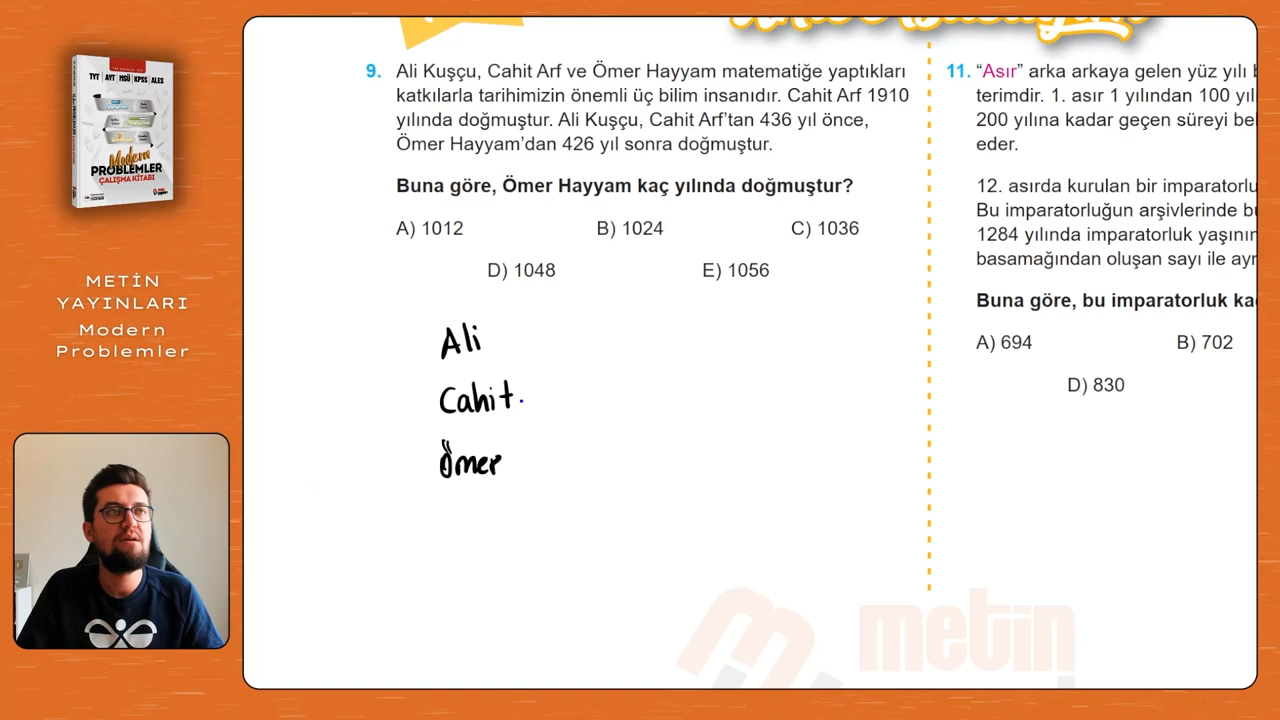 TYT | AYT | MSÜ | KPSS | ALES
Modern
PROBLEMLER
ÇALIŞMA KİTABI
METİN
YAYINLARI
Modern
Problemler
9. Ali Kuşçu, Cahit Arf ve Ömer Hayyam matematiğe yaptıkları
katkılarla tarihimizin önemli üç bilim insanıdır. Cahit Arf 1910
yılında doğmuştur. Ali Kuşçu, Cahit Arf'tan 436 yıl önce,
Ömer Hayyam'dan 426 yıl sonra doğmuştur.
Buna göre, Ömer Hayyam kaç yılında doğmuştur?
A) 1012 B) 1024 C) 1036
D) 1048 E) 1056
Ali
Cahit
Ömer
11. “Asır” arka arkaya gelen yüz yılı
terimdir. 1. asır 1 yılından 100 yıl
200 yılına kadar geçen süreyi be
eder.
12. asırda kurulan bir imparatorlu
Bu imparatorluğun arşivlerinde bu
1284 yılında imparatorluk yaşının
basamağından oluşan sayı ile ayr
Buna göre, bu imparatorluk kaç
A) 694 B) 702
D) 830
metin